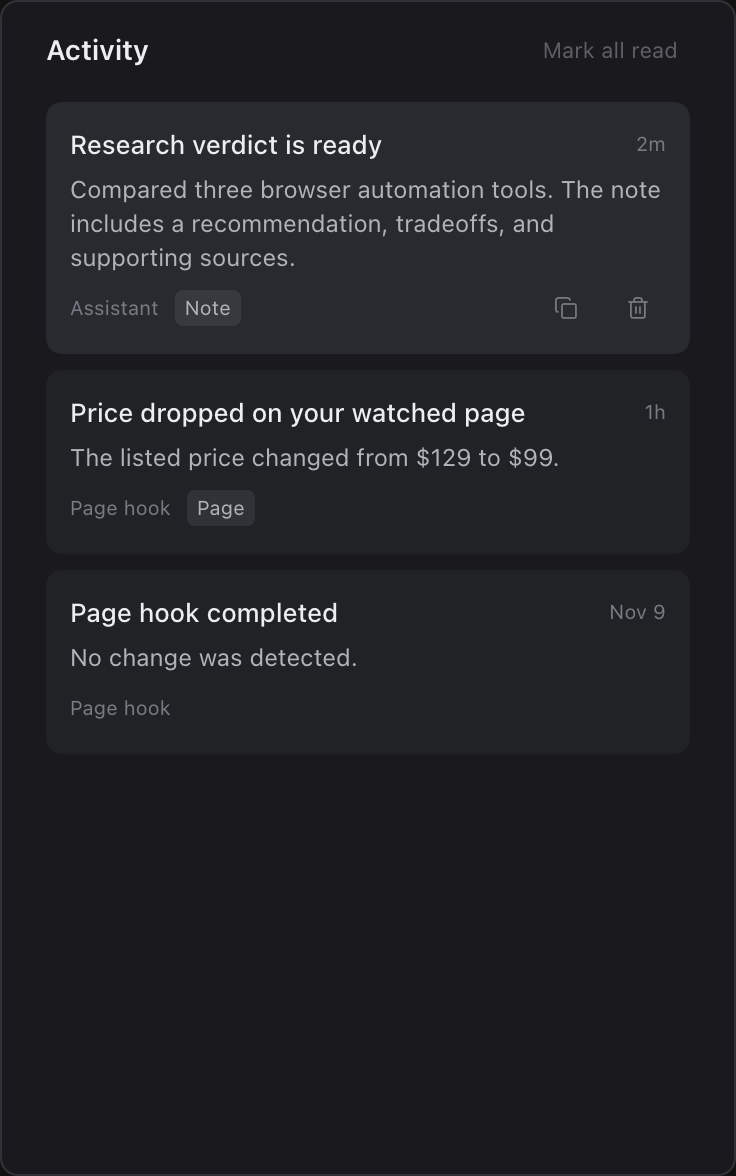 Activity
Mark all read
Research verdict is ready
2m
Compared three browser automation tools. The note
includes a recommendation, tradeoffs, and
supporting sources.
Assistant
Note
Price dropped on your watched page
1h
The listed price changed from $129 to $99.
Page hook
Page
Page hook completed
Nov 9
No change was detected.
Page hook